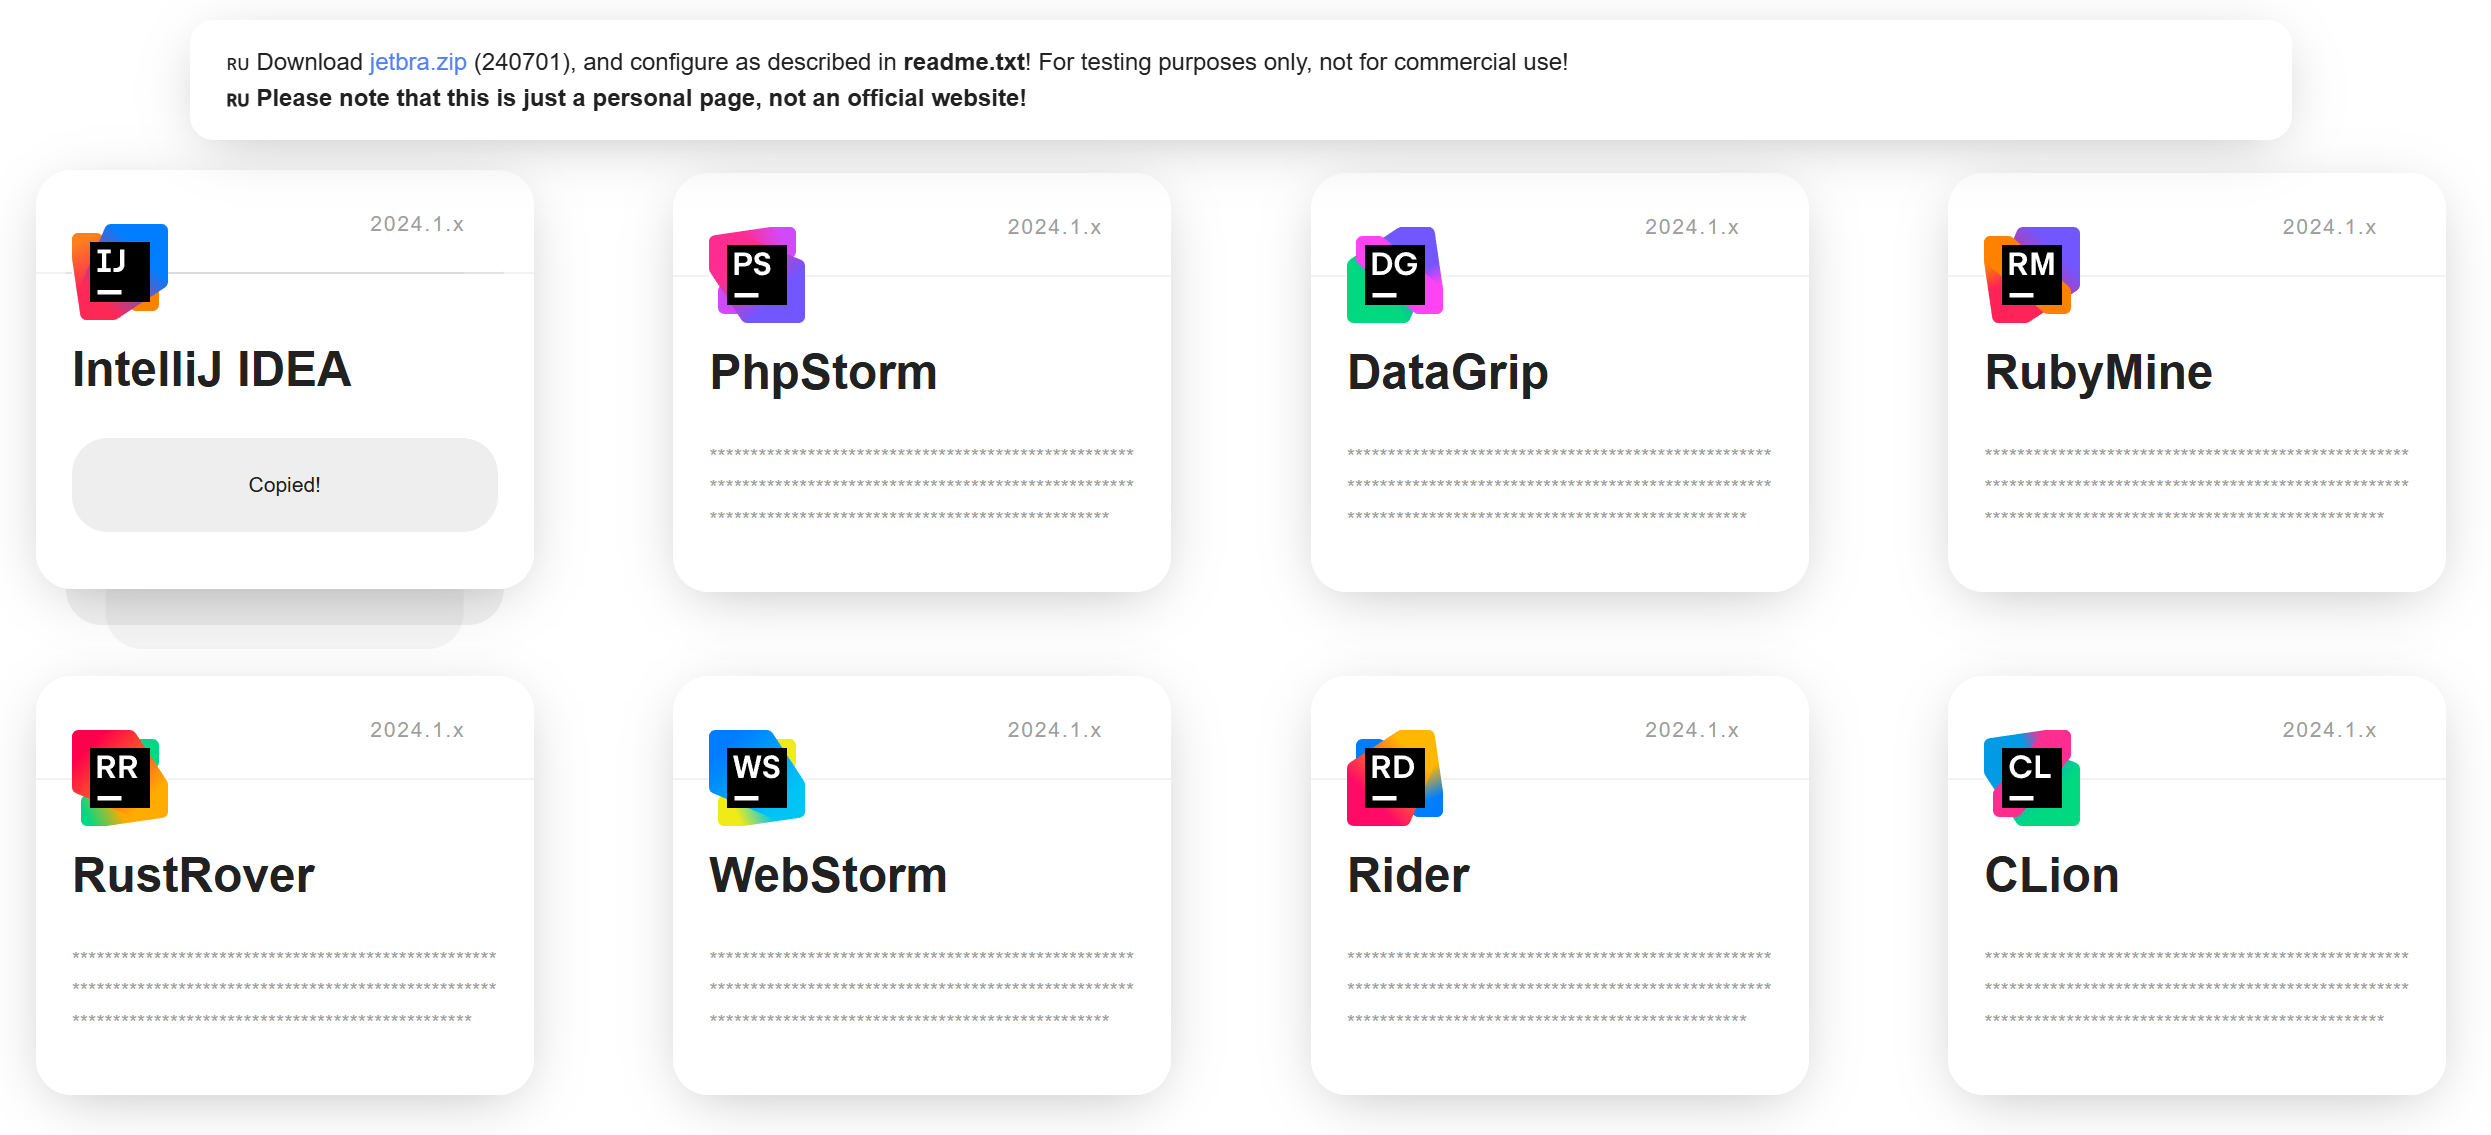 RU Download jetbra.zip (240701), and configure as described in readme.txt! For testing purposes only, not for commercial use!
RU Please note that this is just a personal page, not an official website!
2024.1.x
IJ
IntelliJ IDEA
Copied!
2024.1.x
PS
PhpStorm
****************************************************
****************************************************
*************************************************
2024.1.x
DG
DataGrip
****************************************************
****************************************************
*************************************************
2024.1.x
RM
RubyMine
****************************************************
****************************************************
*************************************************
2024.1.x
RR
RustRover
****************************************************
****************************************************
*************************************************
2024.1.x
WS
WebStorm
****************************************************
****************************************************
*************************************************
2024.1.x
RD
Rider
****************************************************
****************************************************
*************************************************
2024.1.x
CL
CLion
****************************************************
****************************************************
*************************************************